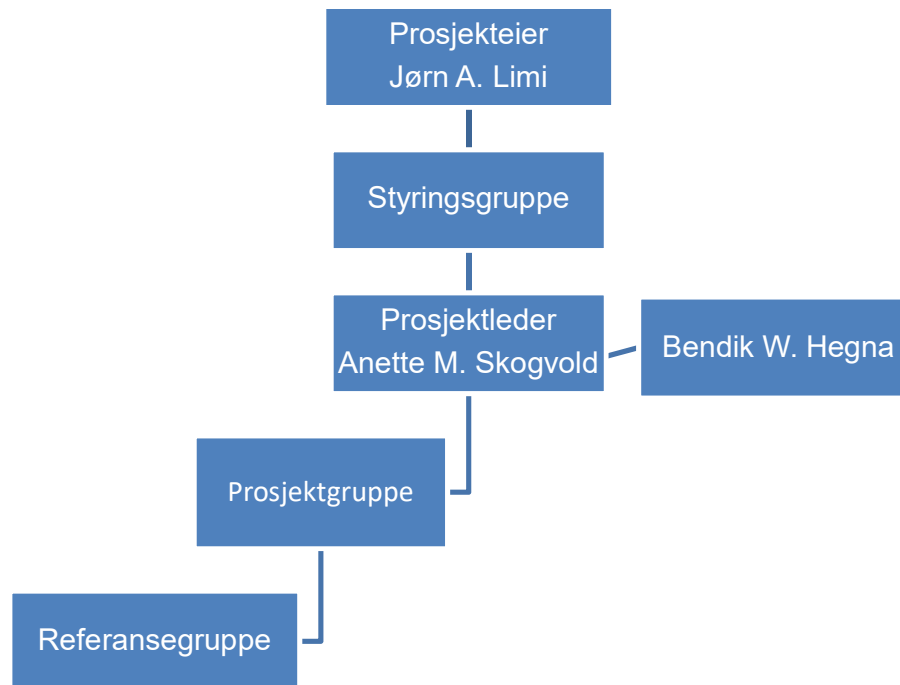 Prosjekteier
Jørn A. Limi
Styringsgruppe
Prosjektleder
Anette M. Skogvold
Bendik W. Hegna
Prosjektgruppe
Referansegruppe